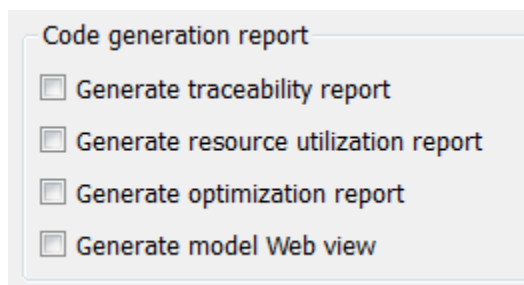 Code generation report
Generate traceability report
Generate resource utilization report
Generate optimization report
Generate model Web view